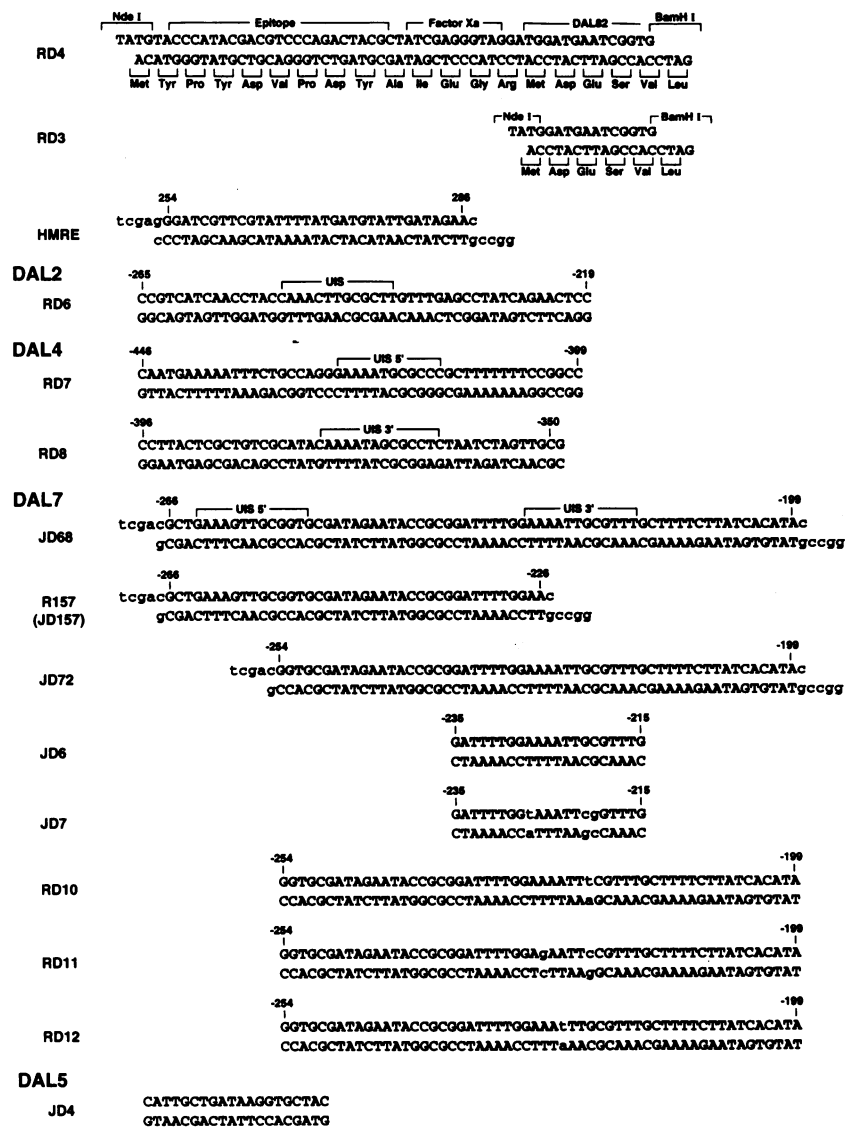 Nde I Epitope Factor Xa DAL82 BamH I
TATGTACCCATACGACGTCCCAGACTACGCTATCGAGGGTAGGATGGATGAATCGGTG
RD4
ACATGGGTATGCTGCAGGGTCTGATGCGATAGCTCCCATCCTACCTACTTAGCCACCTAG
Met Tyr Pro Tyr Asp Val Pro Asp Tyr Ala Ile Glu Gly Arg Met Asp Glu Ser Val Leu
Nde I BamH I
TATGGATGAATCGGTG
RD3
ACCTACTTAGCCACCTAG
Met Asp Glu Ser Val Leu
254 286
tcgagGGATCGTTCGTATTTTATGATGTATTGATAGAAc
HMRE
cCCTAGCAAGCATAAAATACTACATAACTATCTTgccgg
DAL2
-265 UIS -219
CCGTCATCAACCTACCAAACTTGCGCTTGTTTGAGCCTATCAGAACTCC
RD6
GGCAGTAGTTGGATGGTTTGAACGCGAACAAACTCGGATAGTCTTCAGG
DAL4
-446 UIS 5' -399
CAATGAAAAATTTCTGCCAGGGAAAATGCGCCCGCTTTTTTTCCGGCC
RD7
GTTACTTTTTAAAGACGGTCCCTTTTACGCGGGCGAAAAAAAGGCCGG
-396 UIS 3' -350
CCTTACTCGCTGTCGCATACAAAATAGCGCCTCTAATCTAGTTGCG
RD8
GGAATGAGCGACAGCCTATGTTTTATCGCGGAGATTAGATCAACGC
DAL7
-266 UIS 5' UIS 3' -199
tcgacGCTGAAAGTTGCGGTGCGATAGAATACCGCGGATTTTGGAAAATTGCGTTTGCTTTTCTTATCACATAc
JD68
gCGACTTTCAACGCCACGCTATCTTATGGCGCCTAAAACCTTTTAACGCAAACGAAAAGAATAGTGTATgccgg
-266 -226
tcgacGCTGAAAGTTGCGGTGCGATAGAATACCGCGGATTTTGGAAc
R157
(JD157)
gCGACTTTCAACGCCACGCTATCTTATGGCGCCTAAAACCTTgccgg
-254 -199
tcgacGGTGCGATAGAATACCGCGGATTTTGGAAAATTGCGTTTGCTTTTCTTATCACATAc
JD72
gCCACGCTATCTTATGGCGCCTAAAACCTTTTAACGCAAACGAAAAGAATAGTGTATgccgg
-235 -215
GATTTTGGAAAATTGCGTTTG
JD6
CTAAAACCTTTTAACGCAAAC
-235 -215
GATTTTGGtAAATTcgGTTTG
JD7
CTAAAACCaTTTAAgcCAAAC
-254 -199
GGTGCGATAGAATACCGCGGATTTTGGAAAATTtCGTTTGCTTTTCTTATCACATA
RD10
CCACGCTATCTTATGGCGCCTAAAACCTTTTAAaGCAAACGAAAAGAATAGTGTAT
-254 -199
GGTGCGATAGAATACCGCGGATTTTGGAgAATTcCGTTTGCTTTTCTTATCACATA
RD11
CCACGCTATCTTATGGCGCCTAAAACCTcTTAAgGCAAACGAAAAGAATAGTGTAT
-254 -199
GGTGCGATAGAATACCGCGGATTTTGGAAAtTTGCGTTTGCTTTTCTTATCACATA
RD12
CCACGCTATCTTATGGCGCCTAAAACCTTTaAACGCAAACGAAAAGAATAGTGTAT
DAL5
CATTGCTGATAAGGTGCTAC
JD4
GTAACGACTATTCCACGATG